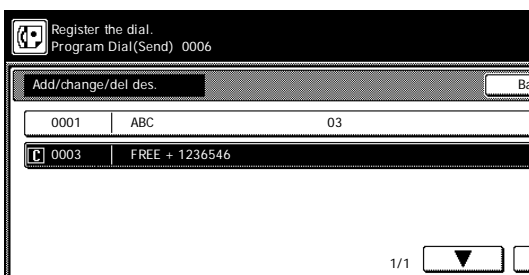 Register the dial.
Program Dial(Send) 0006
Add/change/del des.
Ba
0001 ABC 03
C 0003 FREE + 1236546
1/1